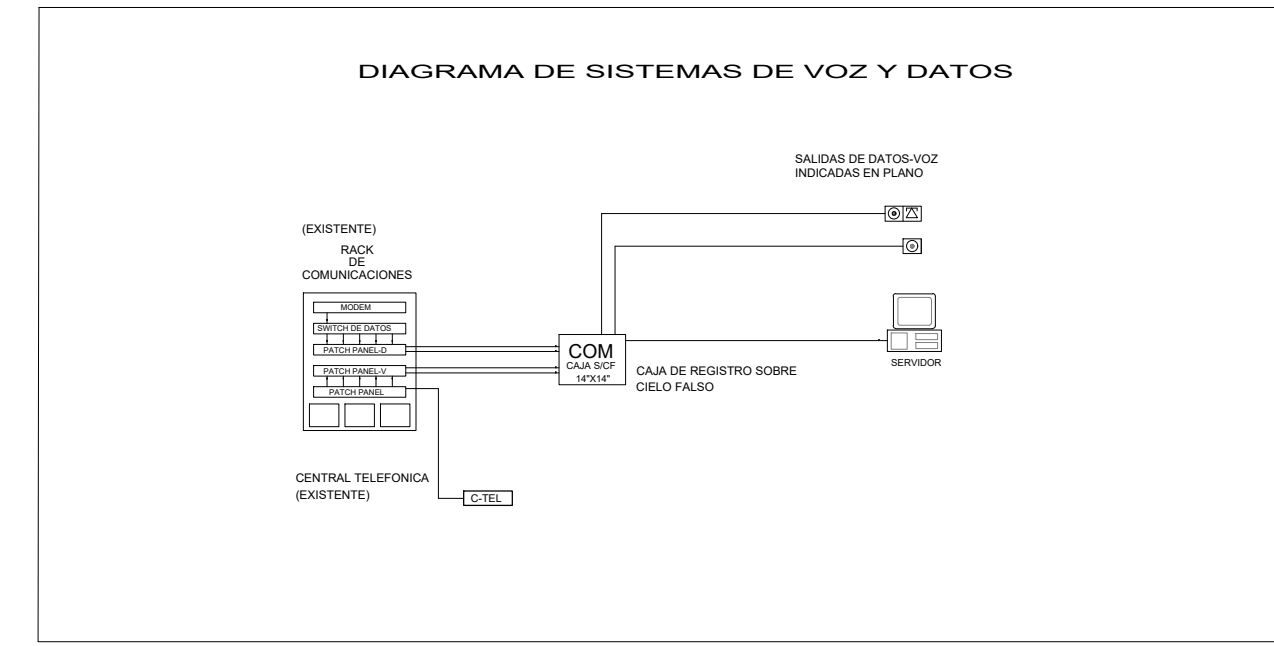 DIAGRAMA DE SISTEMAS DE VOZ Y DATOS
SALIDAS DE DATOS-VOZ
INDICADAS EN PLANO
(EXISTENTE)
RACK
DE
COMUNICACIONES
MODEM
SWITCH DE DATOS
PATCH PANEL-D
PATCH PANEL-V
PATCH PANEL
COM
CAJA S/CF
14"X14"
CAJA DE REGISTRO SOBRE
CIELO FALSO
SERVIDOR
CENTRAL TELEFONICA
(EXISTENTE)
C-TEL